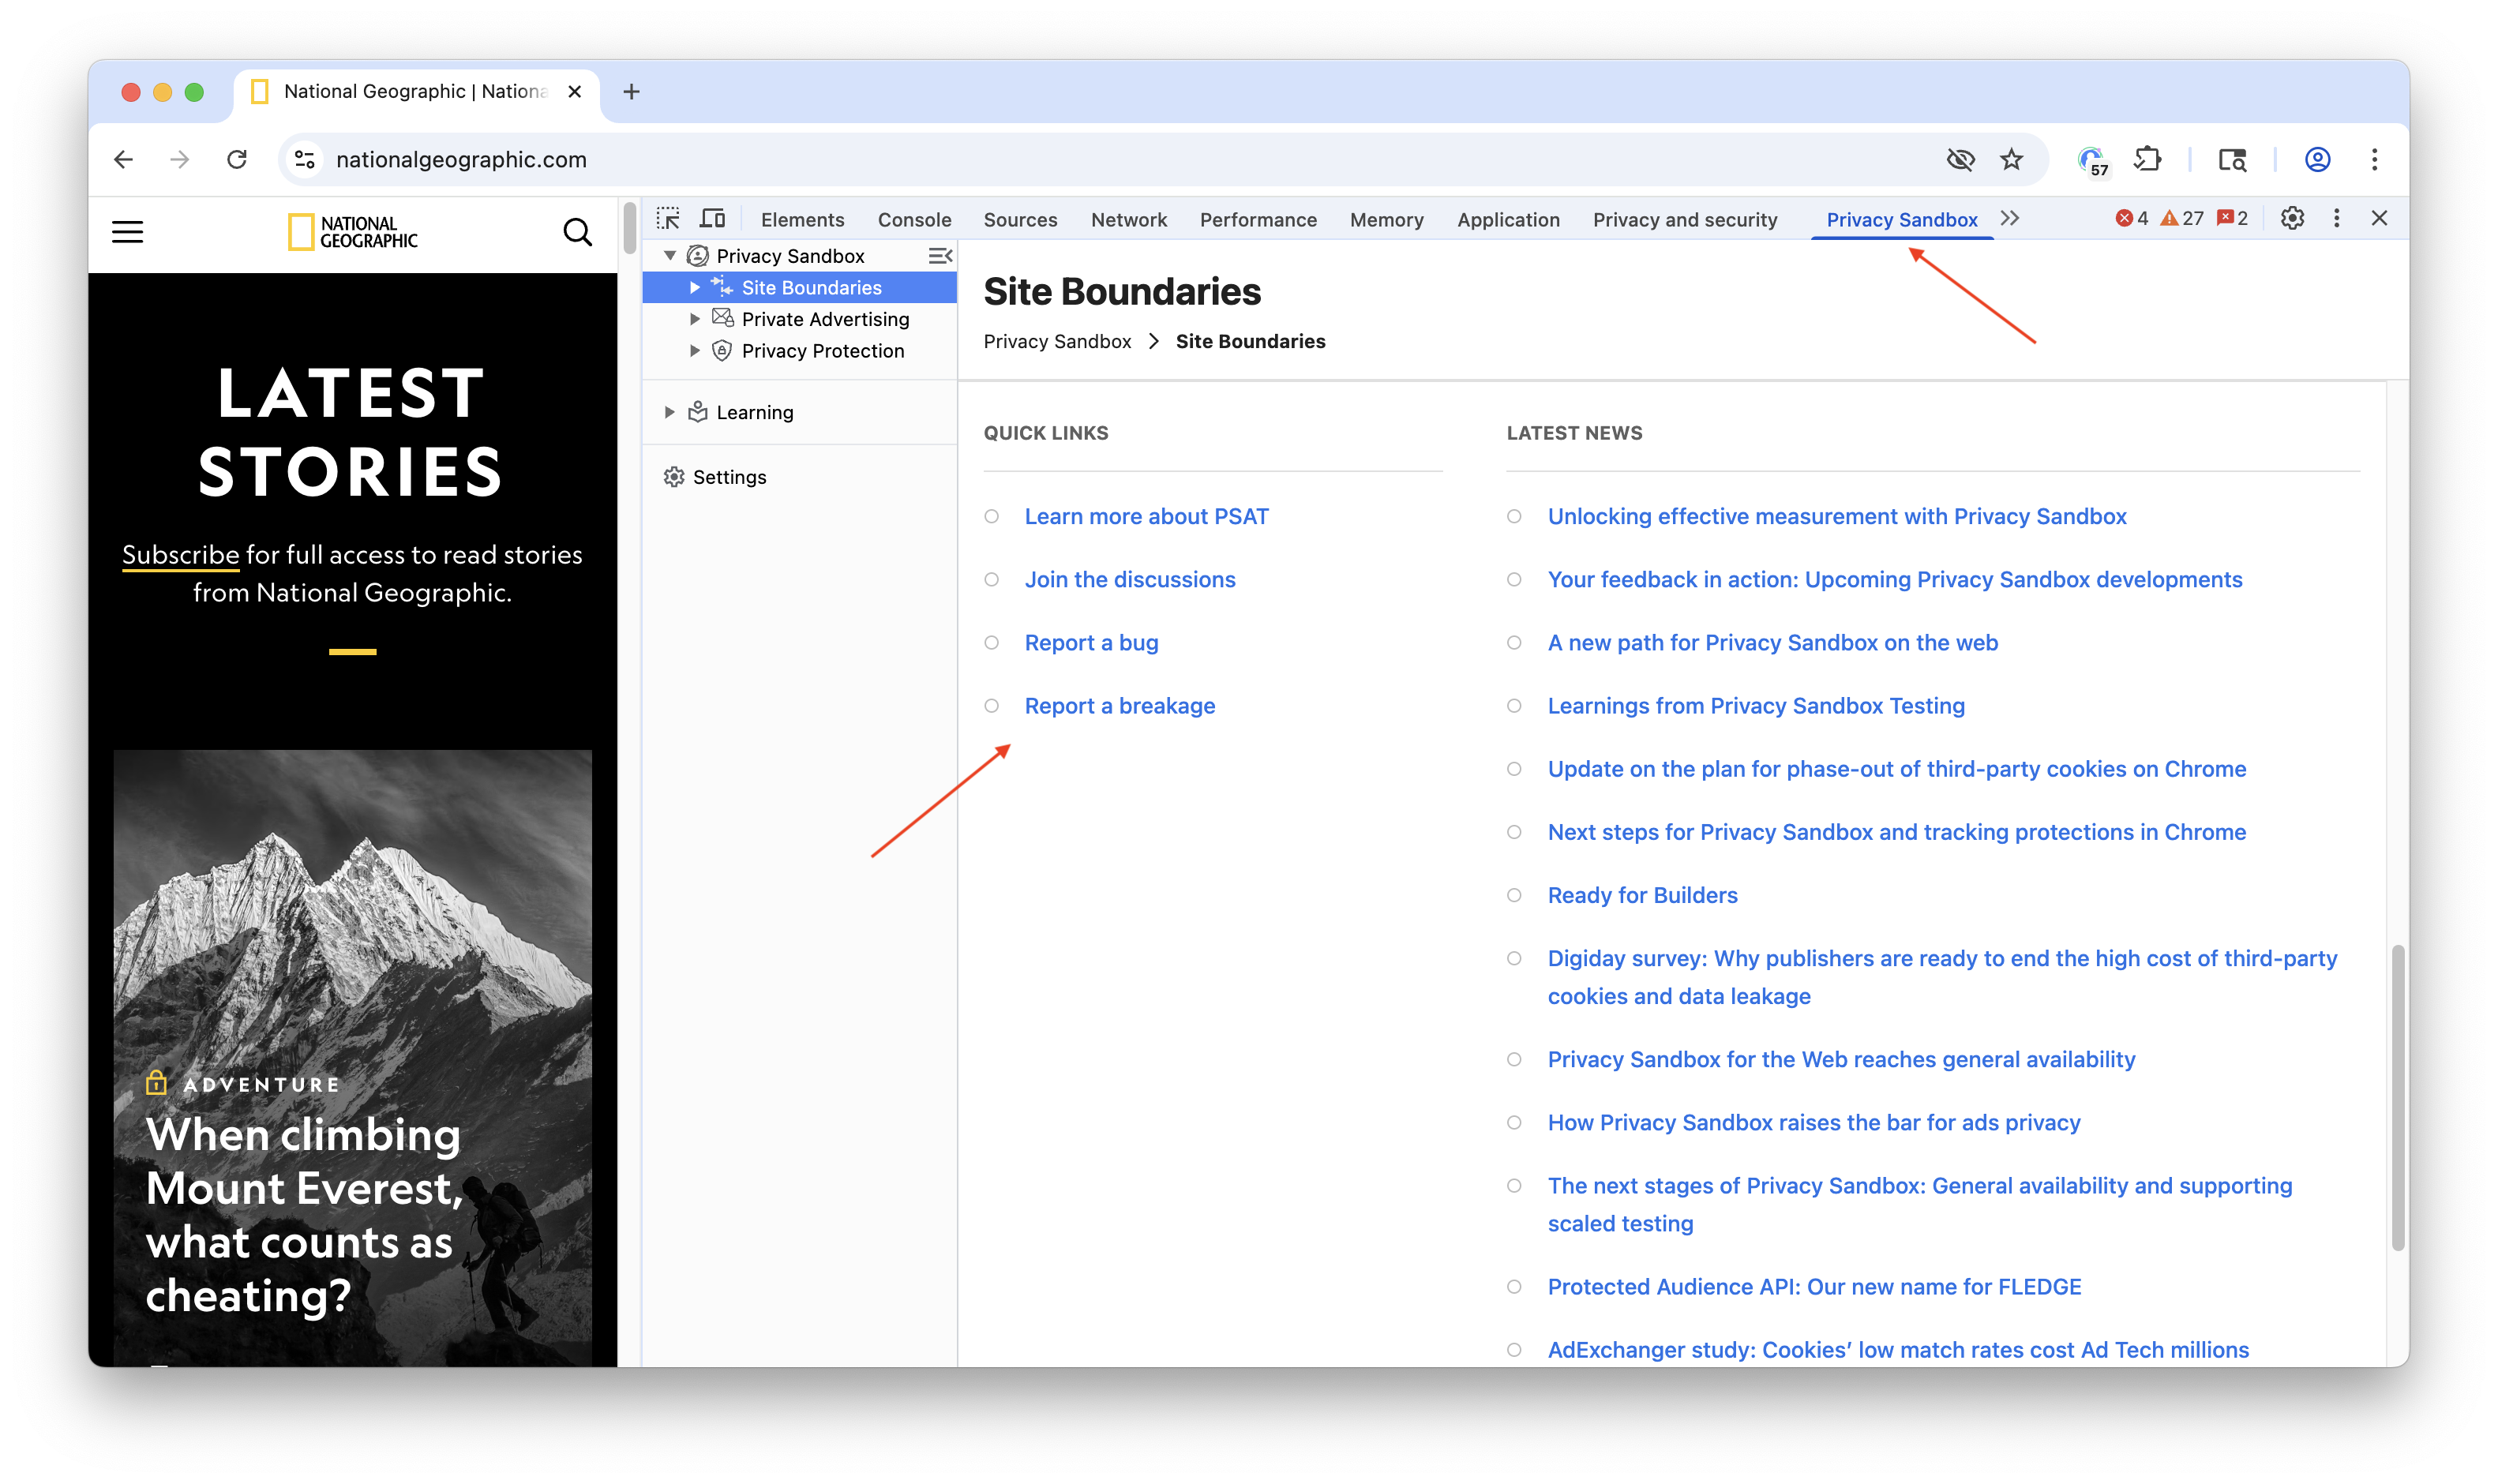 National Geographic | Nationa
nationalgeographic.com
57
NATIONAL
GEOGRAPHIC
LATEST
STORIES
Subscribe for full access to read stories
from National Geographic.
ADVENTURE
When climbing
Mount Everest,
what counts as
cheating?
Elements Console Sources Network Performance Memory Application Privacy and security Privacy Sandbox 4 27 2
Privacy Sandbox
Site Boundaries
Private Advertising
Privacy Protection
Learning
Settings
Site Boundaries
Privacy Sandbox > Site Boundaries
QUICK LINKS
Learn more about PSAT
Join the discussions
Report a bug
Report a breakage
LATEST NEWS
Unlocking effective measurement with Privacy Sandbox
Your feedback in action: Upcoming Privacy Sandbox developments
A new path for Privacy Sandbox on the web
Learnings from Privacy Sandbox Testing
Update on the plan for phase-out of third-party cookies on Chrome
Next steps for Privacy Sandbox and tracking protections in Chrome
Ready for Builders
Digiday survey: Why publishers are ready to end the high cost of third-party
cookies and data leakage
Privacy Sandbox for the Web reaches general availability
How Privacy Sandbox raises the bar for ads privacy
The next stages of Privacy Sandbox: General availability and supporting
scaled testing
Protected Audience API: Our new name for FLEDGE
AdExchanger study: Cookies’ low match rates cost Ad Tech millions